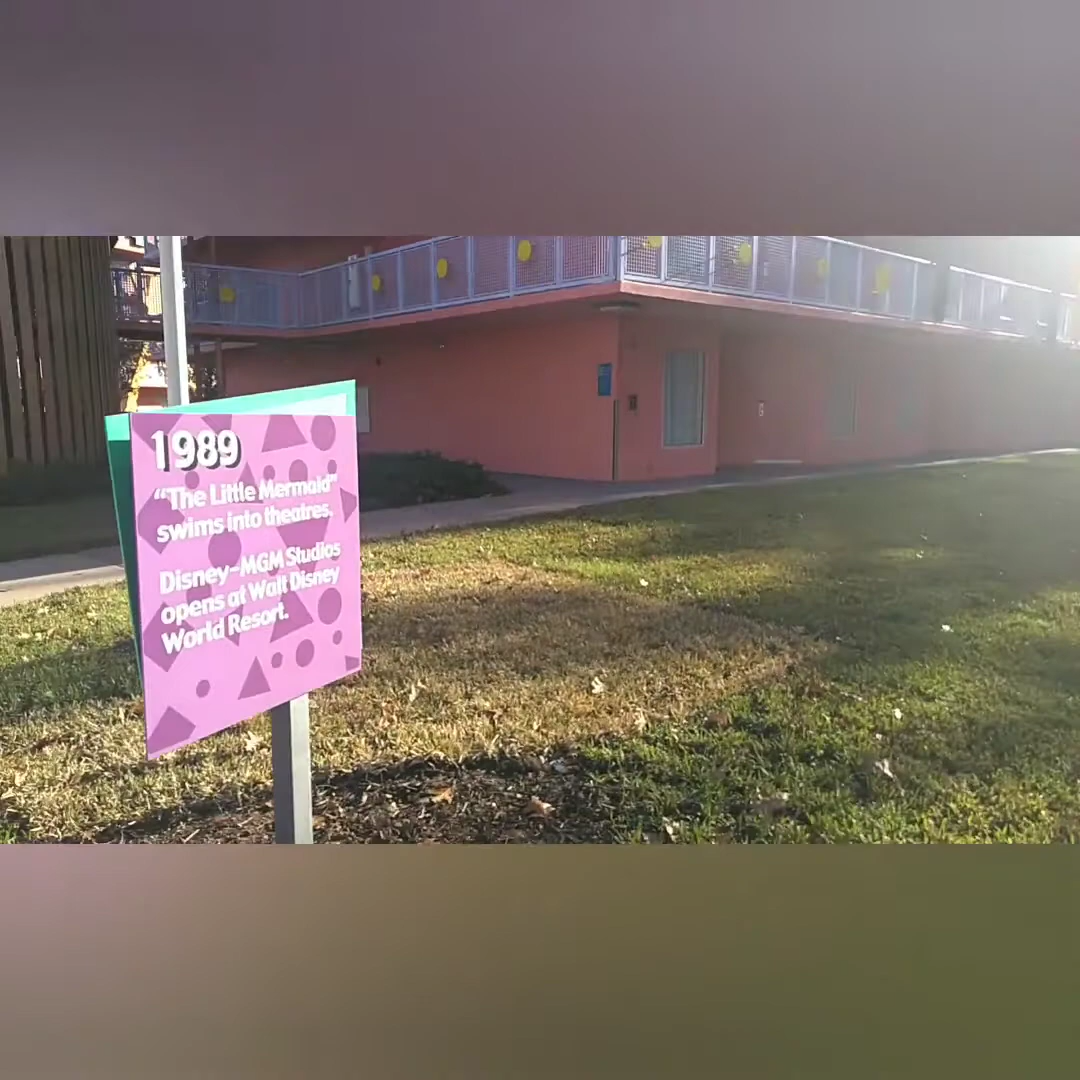 1989
"The Little Mermaid"
swims into theatres.
Disney-MGM Studios
opens at Walt Disney
World Resort.